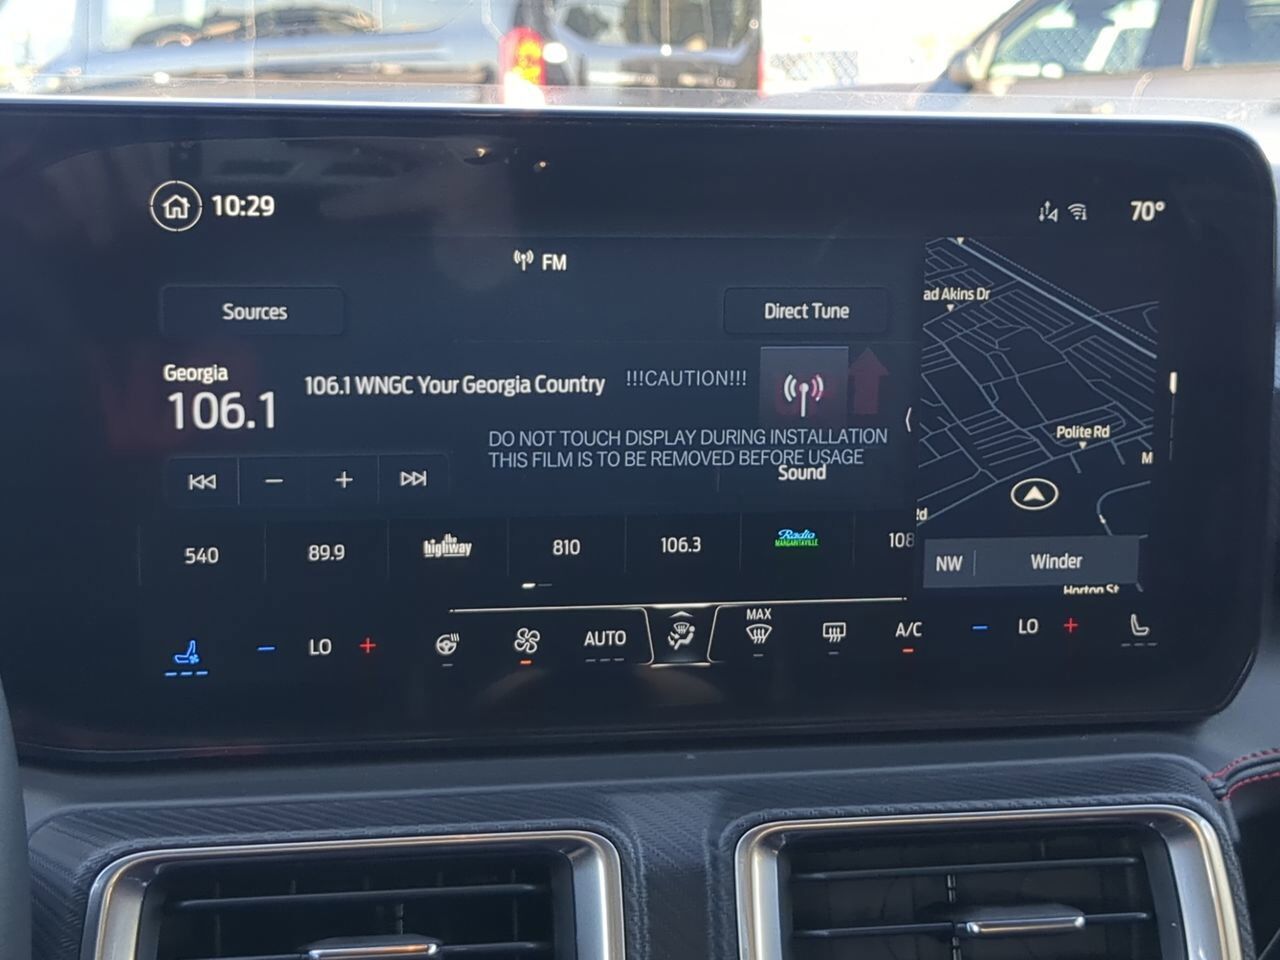 10:29
70°
FM
Sources
Direct Tune
ad Akins Dr
Georgia
106.1
106.1 WNGC Your Georgia Country
!!!CAUTION!!!
DO NOT TOUCH DISPLAY DURING INSTALLATION
THIS FILM IS TO BE REMOVED BEFORE USAGE
Sound
Polite Rd
M
rd
540
89.9
the
highway
810
106.3
Radio
MARGARITAVILLE
108
NW
Winder
Horton St
LO
AUTO
MAX
A/C
LO